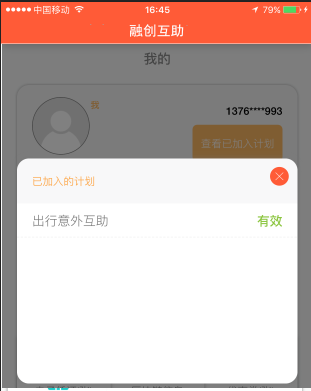 中国移动 16:45 79%
融创互助
我的
我
1376****993
查看已加入计划
已加入的计划
出行意外互助 有效